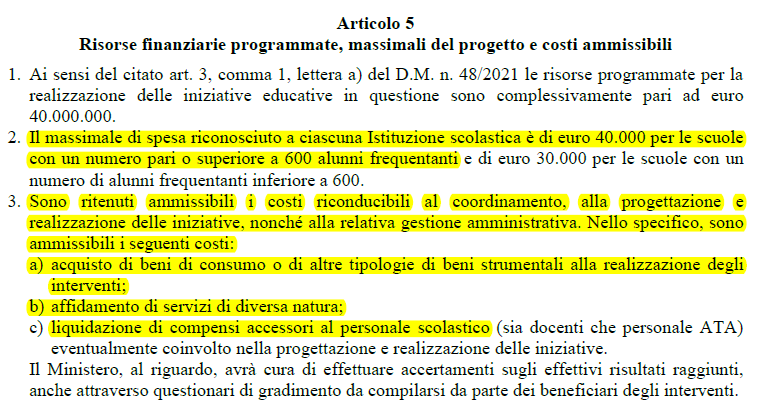 Articolo 5
Risorse finanziarie programmate, massimali del progetto e costi ammissibili
1. Ai sensi del citato art. 3, comma 1, lettera a) del D.M. n. 48/2021 le risorse programmate per la
realizzazione delle iniziative educative in questione sono complessivamente pari ad euro
40.000.000.
2. Il massimale di spesa riconosciuto a ciascuna Istituzione scolastica è di euro 40.000 per le scuole
con un numero pari o superiore a 600 alunni frequentanti e di euro 30.000 per le scuole con un
numero di alunni frequentanti inferiore a 600.
3. Sono ritenuti ammissibili i costi riconducibili al coordinamento, alla progettazione e
realizzazione delle iniziative, nonché alla relativa gestione amministrativa. Nello specifico, sono
ammissibili i seguenti costi:
a) acquisto di beni di consumo o di altre tipologie di beni strumentali alla realizzazione degli
interventi;
b) affidamento di servizi di diversa natura;
c) liquidazione di compensi accessori al personale scolastico (sia docenti che personale ATA)
eventualmente coinvolto nella progettazione e realizzazione delle iniziative.
Il Ministero, al riguardo, avrà cura di effettuare accertamenti sugli effettivi risultati raggiunti,
anche attraverso questionari di gradimento da compilarsi da parte dei beneficiari degli interventi.